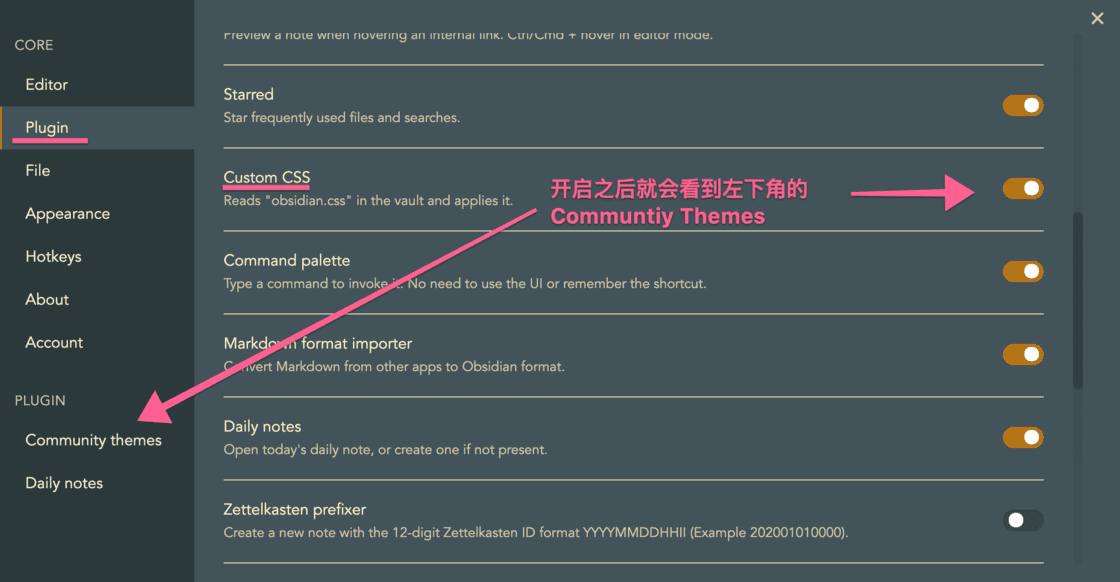 CORE
Editor
Plugin
File
Appearance
Hotkeys
About
Account
PLUGIN
Community themes
Daily notes
Preview a note when hovering an internal link. Ctrl/Cmd + hover in editor mode.
Starred
Star frequently used files and searches.
Custom CSS
Reads "obsidian.css" in the vault and applies it.
开启之后就会看到左下角的
Communtiy Themes
Command palette
Type a command to invoke it. No need to use the UI or remember the shortcut.
Markdown format importer
Convert Markdown from other apps to Obsidian format.
Daily notes
Open today's daily note, or create one if not present.
Zettelkasten prefixer
Create a new note with the 12-digit Zettelkasten ID format YYYYMMDDHHII (Example 202001010000).